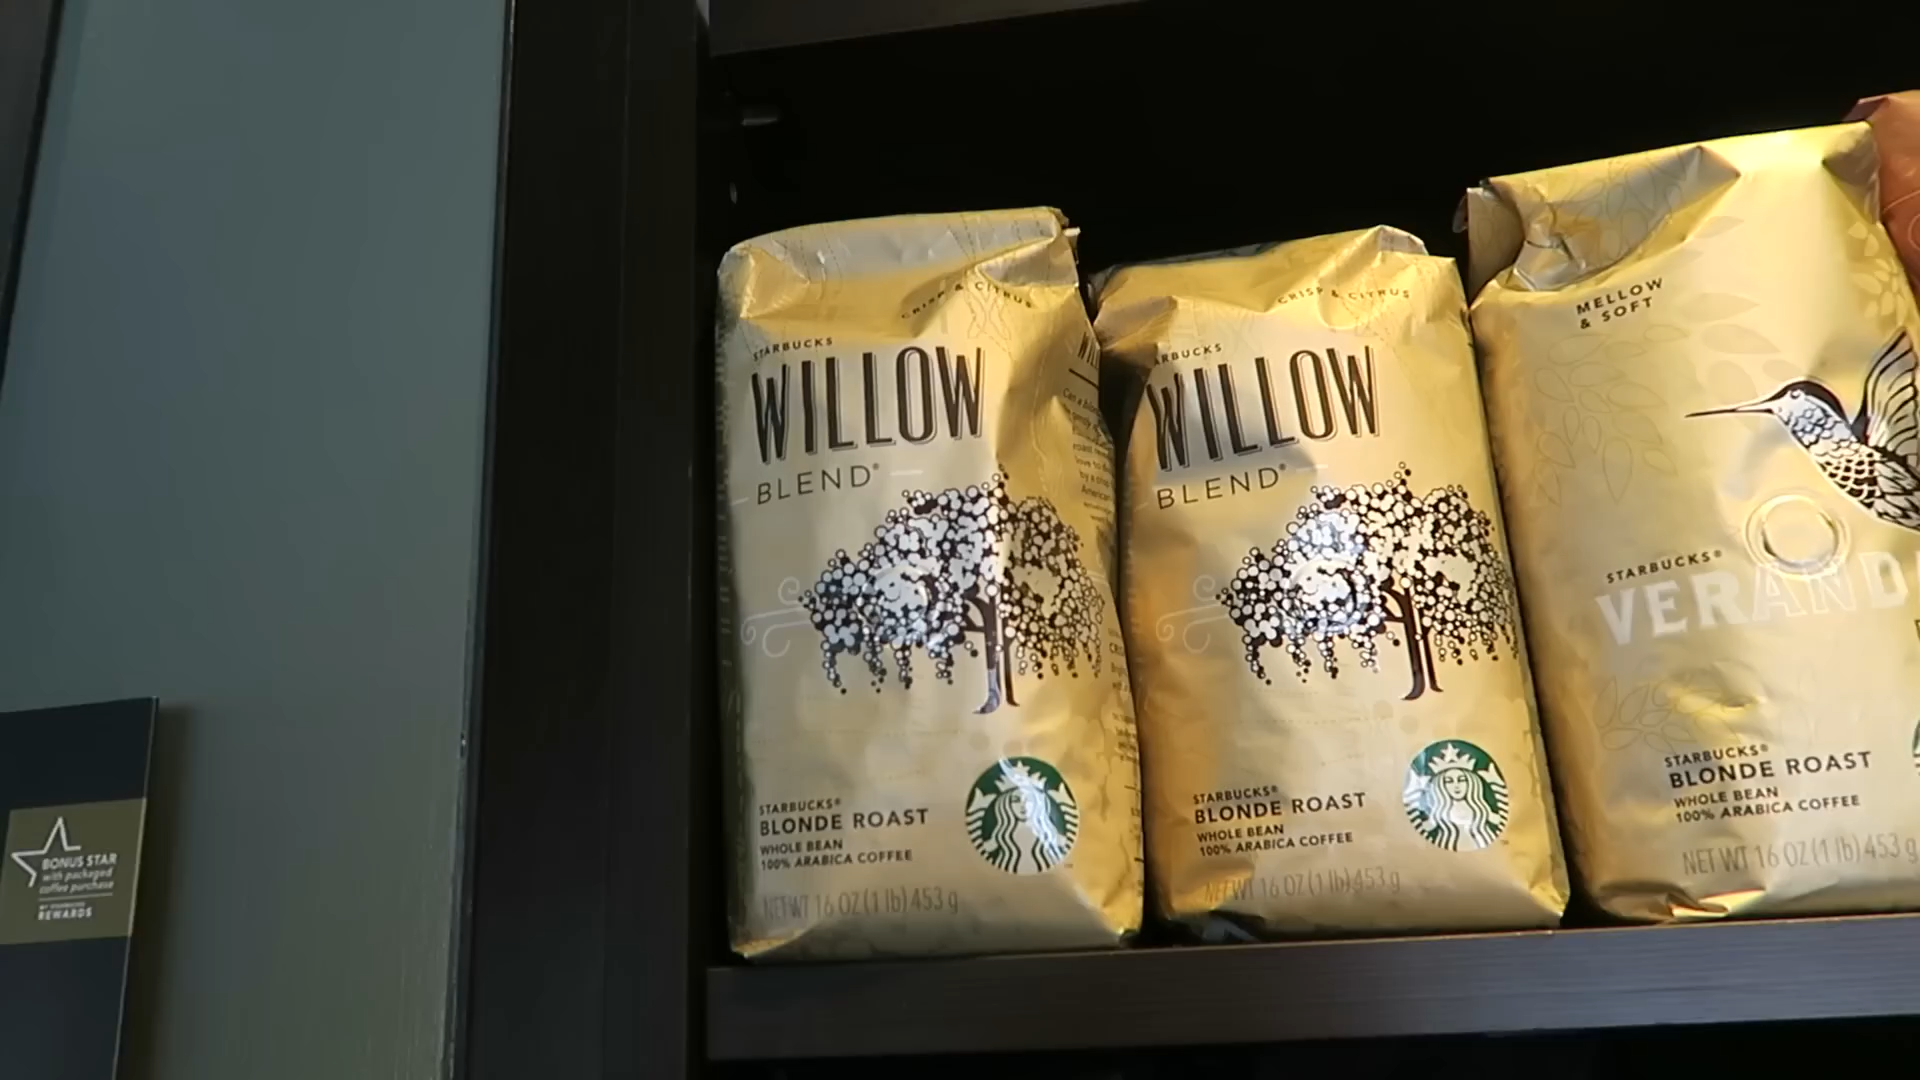 CRISP & CITRUS
STARBUCKS
WILLOW
BLEND®
STARBUCKS®
BLONDE ROAST
WHOLE BEAN
100% ARABICA COFFEE
NET WT 16 OZ (1 lb) 453 g
CRISP & CITRUS
ARBUCKS
WILLOW
BLEND®
STARBUCKS®
BLONDE ROAST
WHOLE BEAN
100% ARABICA COFFEE
NET WT 16 OZ (1 lb) 453 g
MELLOW
& SOFT
STARBUCKS®
VERAND
STARBUCKS®
BLONDE ROAST
WHOLE BEAN
100% ARABICA COFFEE
NET WT 16 OZ (1 lb) 453 g
BONUS STAR
with packaged
coffee purchase
MY STARBUCKS
REWARDS